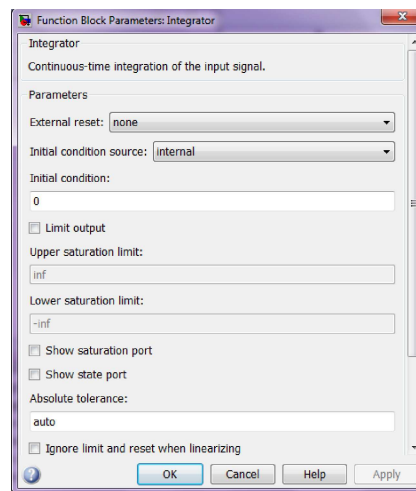 Function Block Parameters: Integrator
Integrator
Continuous-time integration of the input signal.
Parameters
External reset: none
Initial condition source: internal
Initial condition:
0
Limit output
Upper saturation limit:
inf
Lower saturation limit:
-inf
Show saturation port
Show state port
Absolute tolerance:
auto
Ignore limit and reset when linearizing
OK Cancel Help Apply